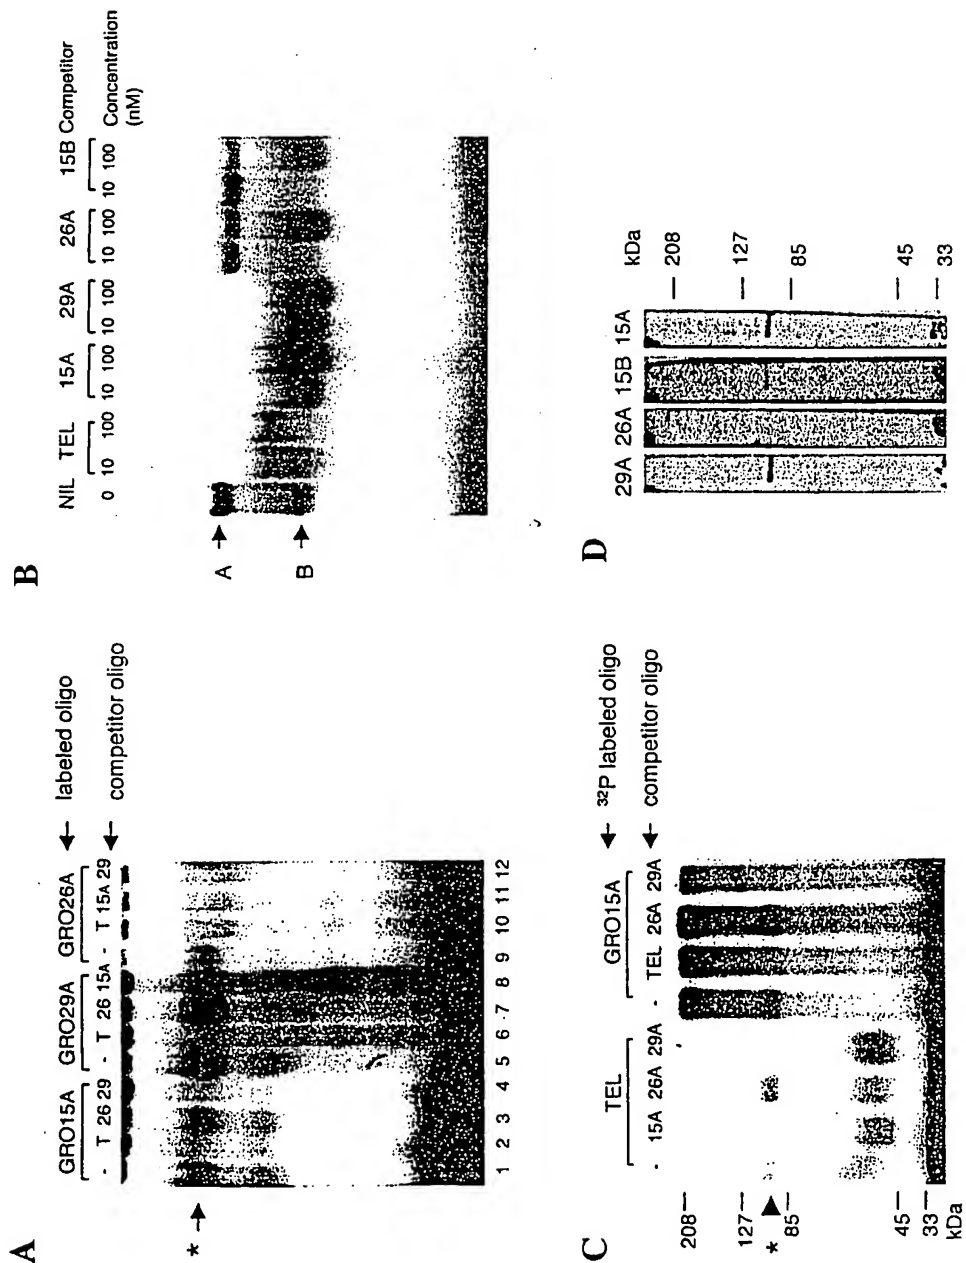 A
GRO15A GRO29A GRO26A ← labeled oligo
- T 26 29 - T 26 15A - T 15A 29 ← competitor oligo
* →
1 2 3 4 5 6 7 8 9 10 11 12
B
NIL TEL 15A 29A 26A 15B Competitor
0 10 100 10 100 10 100 10 100 10 100 Concentration
(nM)
A →
B →
C
TEL GRO15A ← 32P labeled oligo
- 15A 26A 29A - TEL 26A 29A ← competitor oligo
208
127
*
85
45
33
kDa
D
29A 26A 15B 15A kDa
208
127
85
45
33